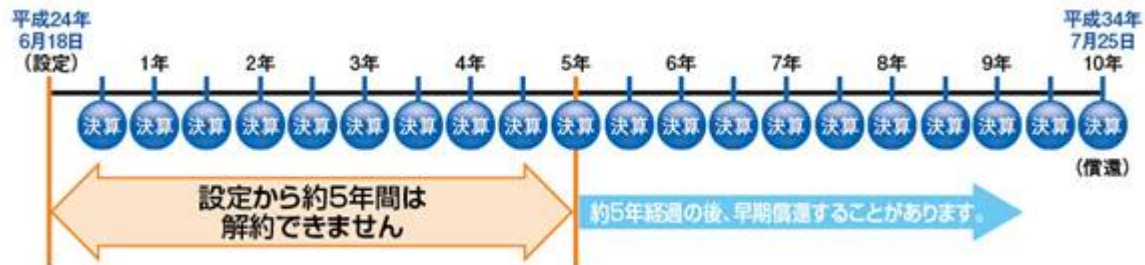 平成24年
6月18日
(設定)
1年
2年
3年
4年
5年
6年
7年
8年
9年
平成34年
7月25日
10年
決算 決算 決算 決算 決算 決算 決算 決算 決算 決算 決算 決算 決算 決算 決算 決算 決算 決算 決算 決算
(償還)
設定から約5年間は
解約できません
約5年経過の後、早期償還することがあります。